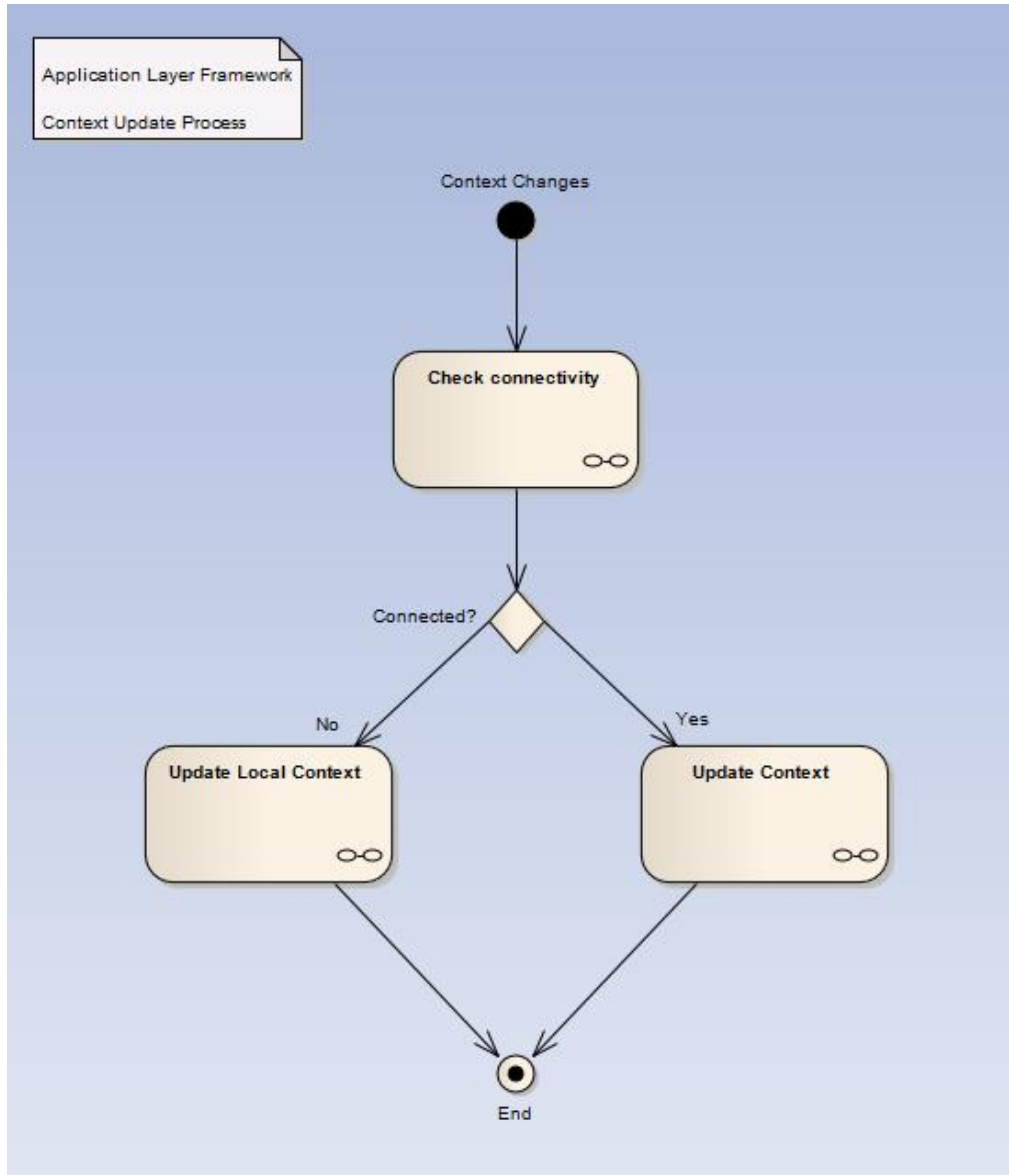 Application Layer Framework
Context Update Process
Context Changes
Check connectivity
Connected?
No
Yes
Update Local Context
Update Context
End